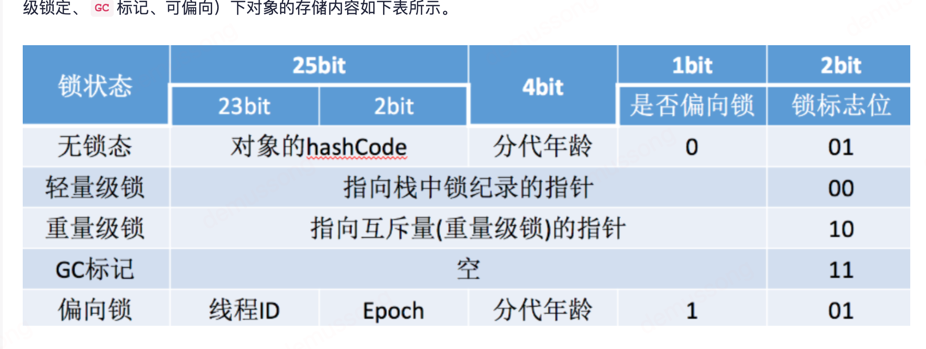 级锁定、 GC 标记、可偏向）下对象的存储内容如下表所示。
锁状态 25bit 4bit 1bit 2bit
23bit 2bit 是否偏向锁 锁标志位
无锁态 对象的hashCode 分代年龄 0 01
轻量级锁 指向栈中锁纪录的指针 00
重量级锁 指向互斥量(重量级锁)的指针 10
GC标记 空 11
偏向锁 线程ID Epoch 分代年龄 1 01